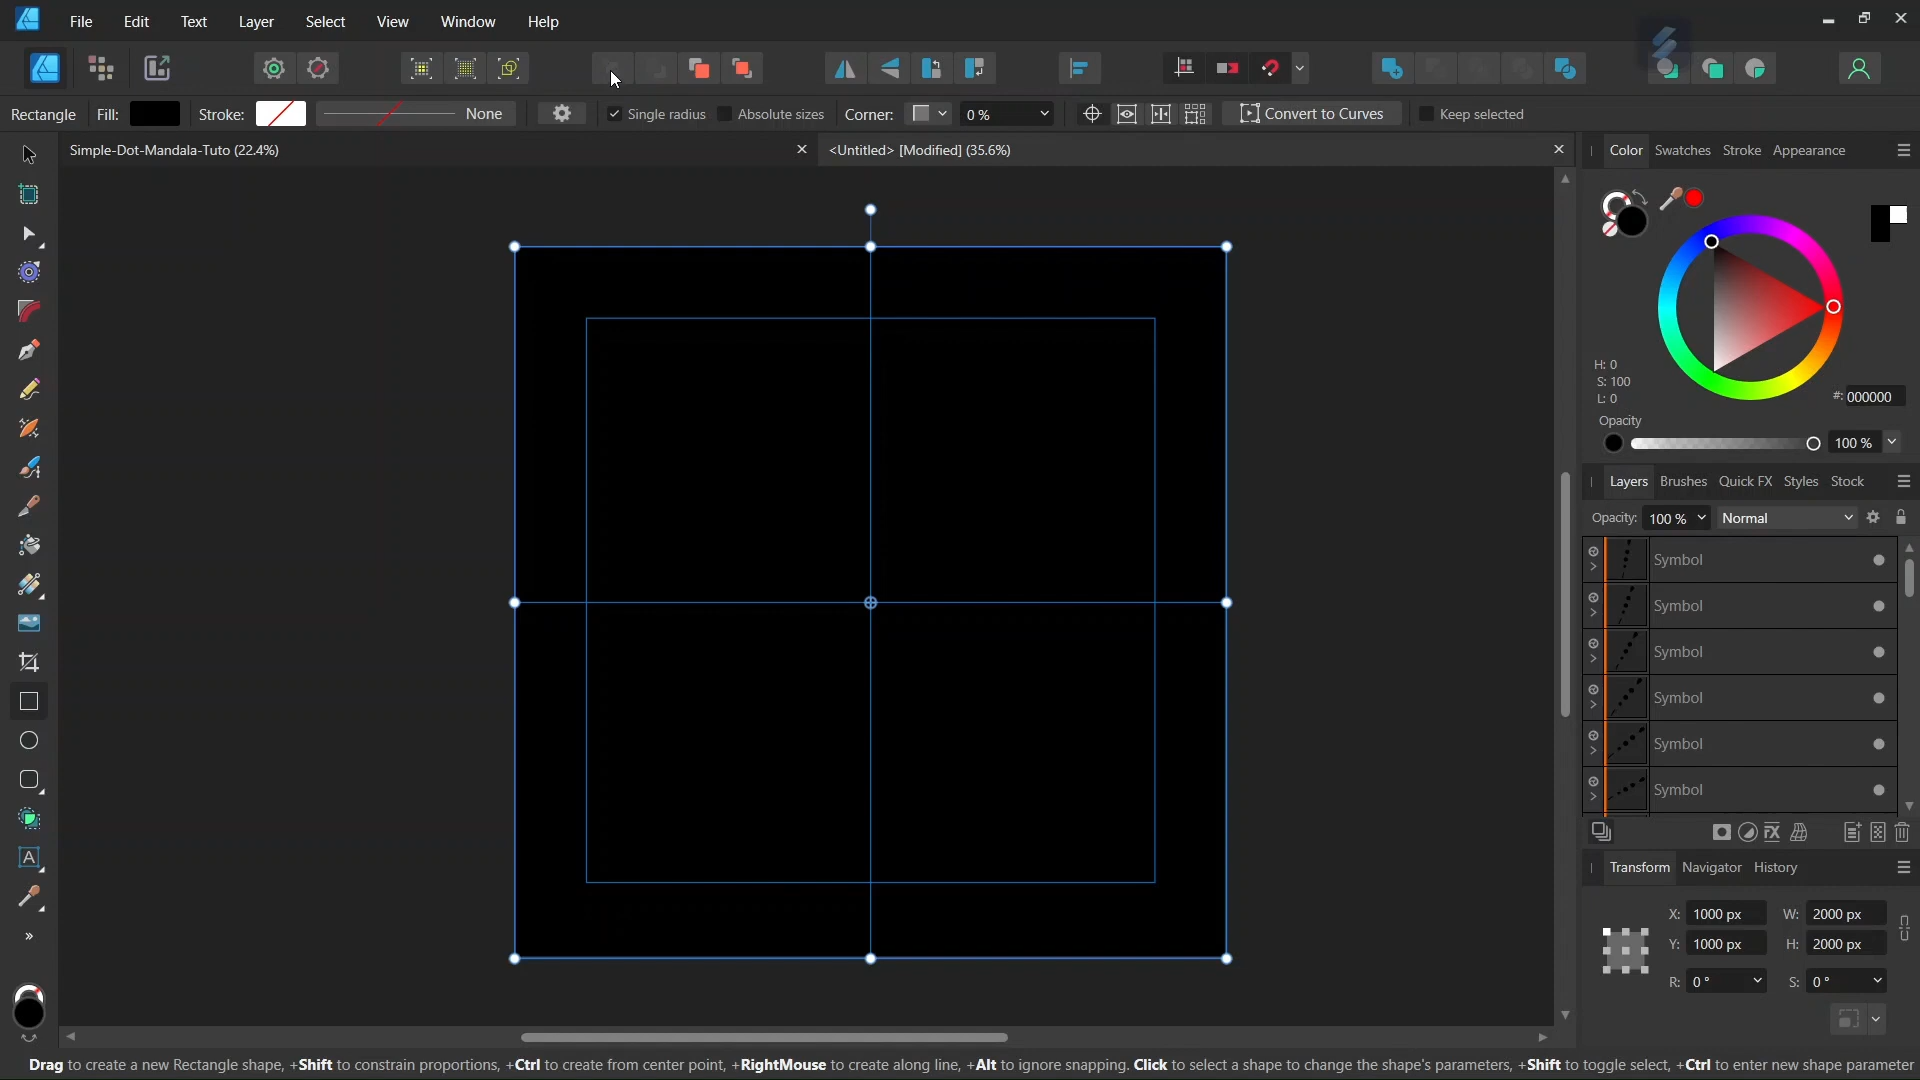 File Edit Text Layer Select View Window Help
Rectangle Fill: Stroke: None Single radius Absolute sizes Corner: 0 % Convert to Curves Keep selected
Simple-Dot-Mandala-Tuto (22.4%) <Untitled> [Modified] (35.6%)
Color Swatches Stroke Appearance
H: 0
S: 100
L: 0
#: 000000
Opacity
100 %
Layers Brushes Quick FX Styles Stock
Opacity: 100 % Normal
Symbol
Symbol
Symbol
Symbol
Symbol
Symbol
Transform Navigator History
X: 1000 px W: 2000 px
Y: 1000 px H: 2000 px
R: 0 ° S: 0 °
Drag to create a new Rectangle shape, +Shift to constrain proportions, +Ctrl to create from center point, +RightMouse to create along line, +Alt to ignore snapping. Click to select a shape to change the shape's parameters, +Shift to toggle select, +Ctrl to enter new shape parameter